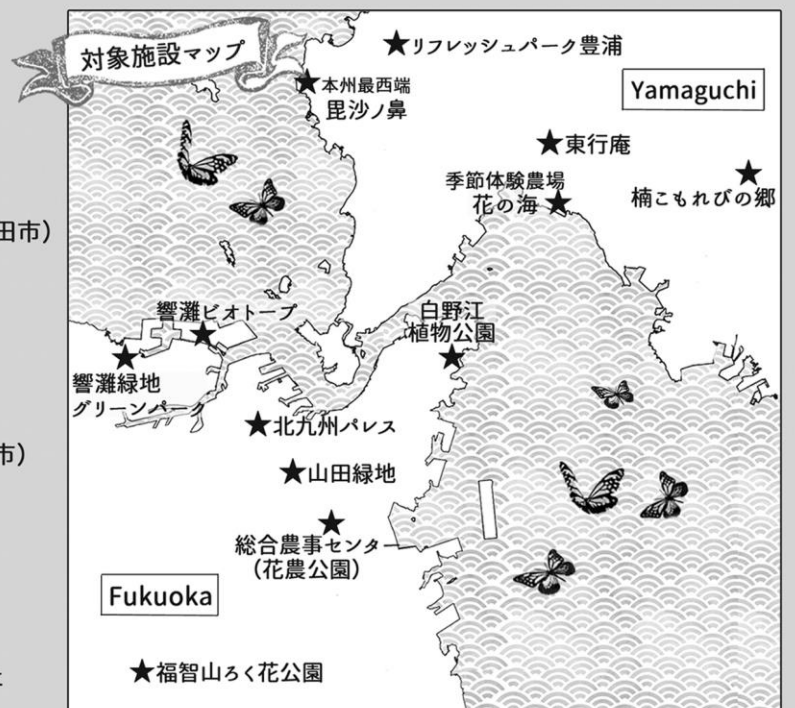 対象施設マップ
リフレッシュパーク豊浦
本州最西端
毘沙ノ鼻
Yamaguchi
東行庵
季節体験農場
花の海
楠こもれびの郷
田市）
響灘ビオトープ
白野江
植物公園
響灘緑地
グリーンパーク
北九州パレス
市）
山田緑地
総合農事センター
（花農公園）
Fukuoka
福智山ろく花公園